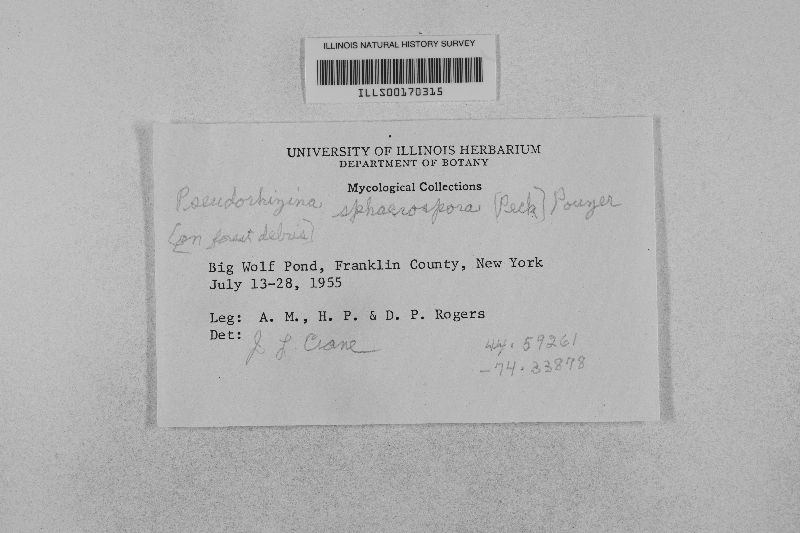 ILLINOIS NATURAL HISTORY SURVEY
ILLS00170315
UNIVERSITY OF ILLINOIS HERBARIUM
DEPARTMENT OF BOTANY
Mycological Collections
Pseudorhizina sphaerospora (Peck) Pouzer
[on forest debris]
Big Wolf Pond, Franklin County, New York
July 13-28, 1955
Leg: A. M., H. P. & D. P. Rogers
Det: J. L. Crane
44.59261
-74.33878